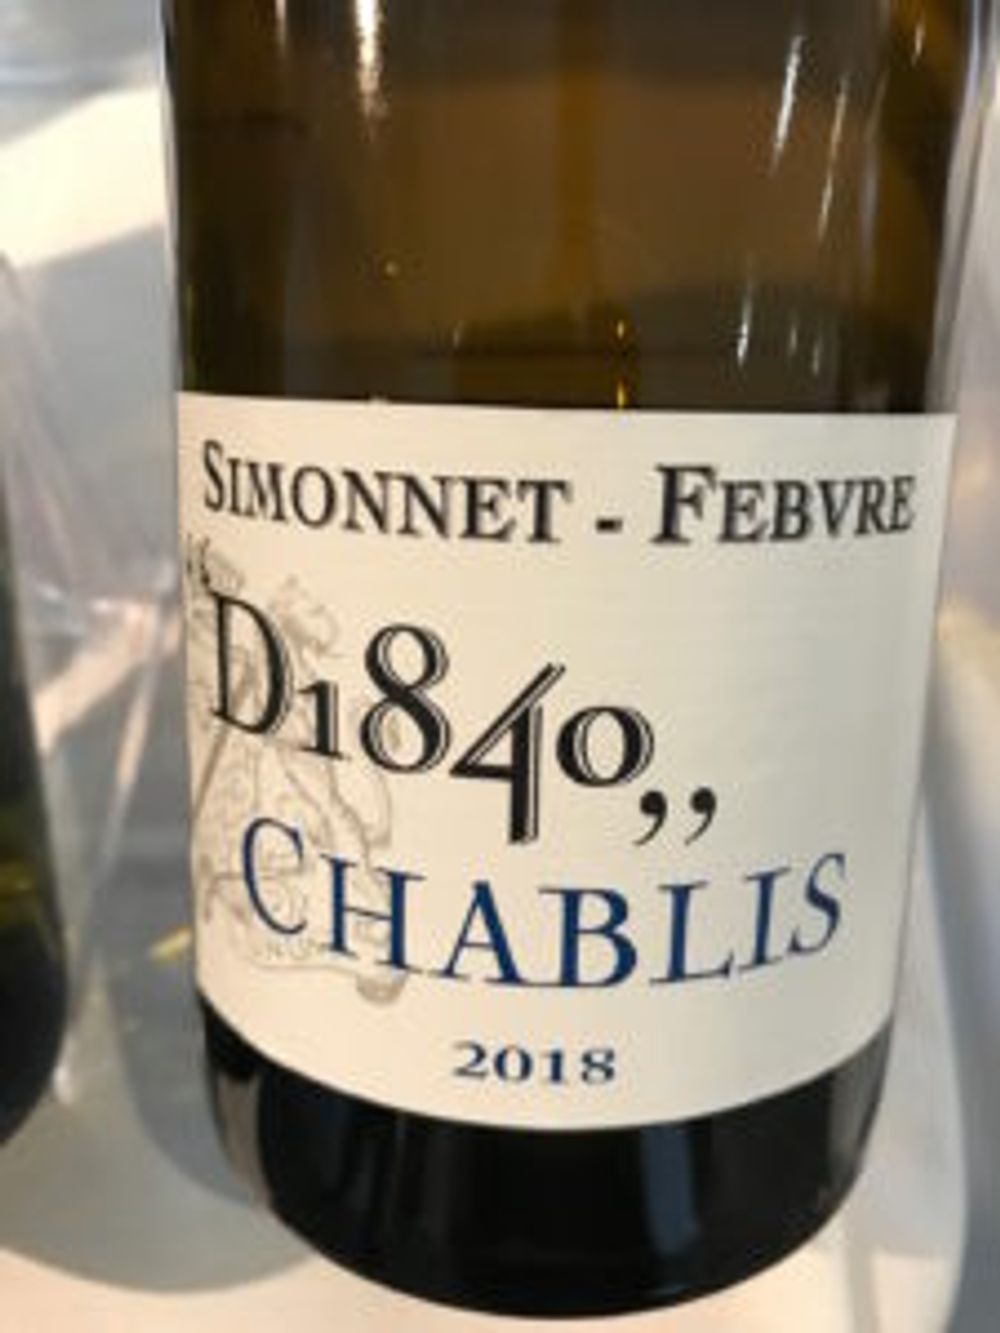 SIMONNET - FEBVRE
“D1840„
CHABLIS
2018